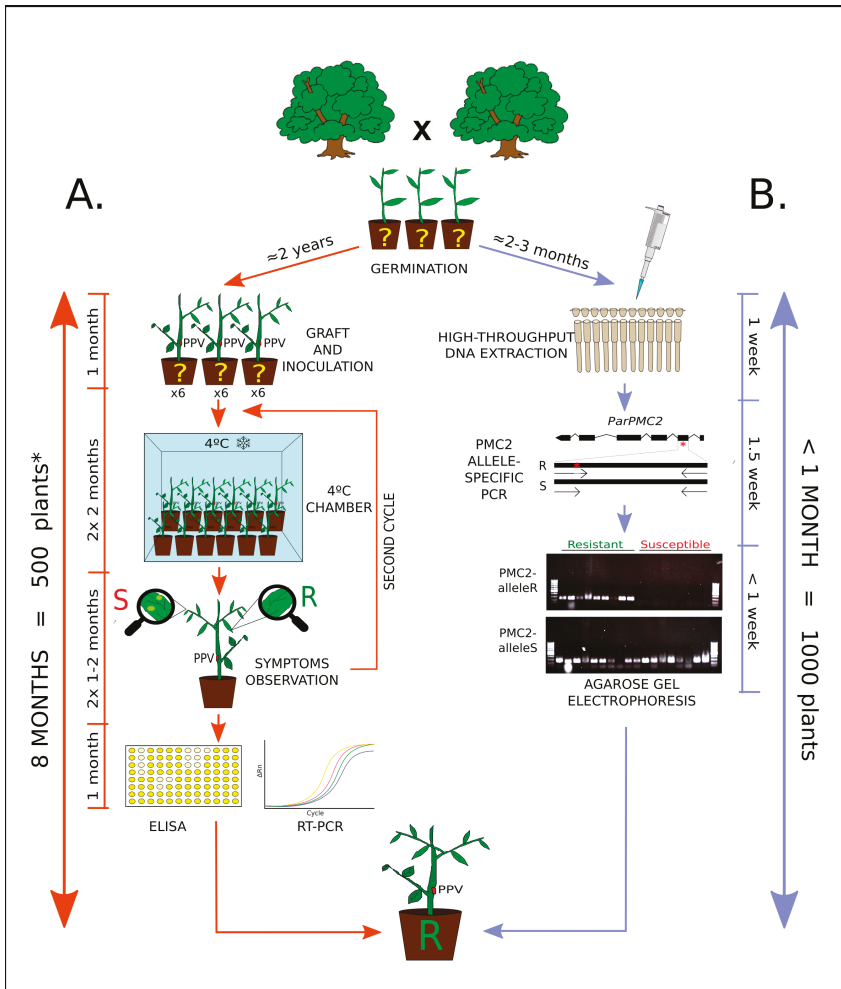 X
A.
B.
? ? ?
≈2 years
≈2-3 months
GERMINATION
8 MONTHS = 500 plants*
1 month
2x 2 months
2x 1-2 months
1 month
PPV PPV PPV
? ? ?
x6 x6 x6
GRAFT
AND
INOCULATION
4ºC
4ºC
CHAMBER
SECOND CYCLE
S
R
PPV
SYMPTOMS
OBSERVATION
ΔRn
Cycle
ELISA
RT-PCR
HIGH-THROUGHPUT
DNA EXTRACTION
ParPMC2
PMC2
ALLELE-
SPECIFIC
PCR
R
S
*
*
Resistant
Susceptible
PMC2-
alleleR
PMC2-
alleleS
AGAROSE GEL
ELECTROPHORESIS
1 week
1.5 week
< 1 week
< 1 MONTH = 1000 plants
PPV
R